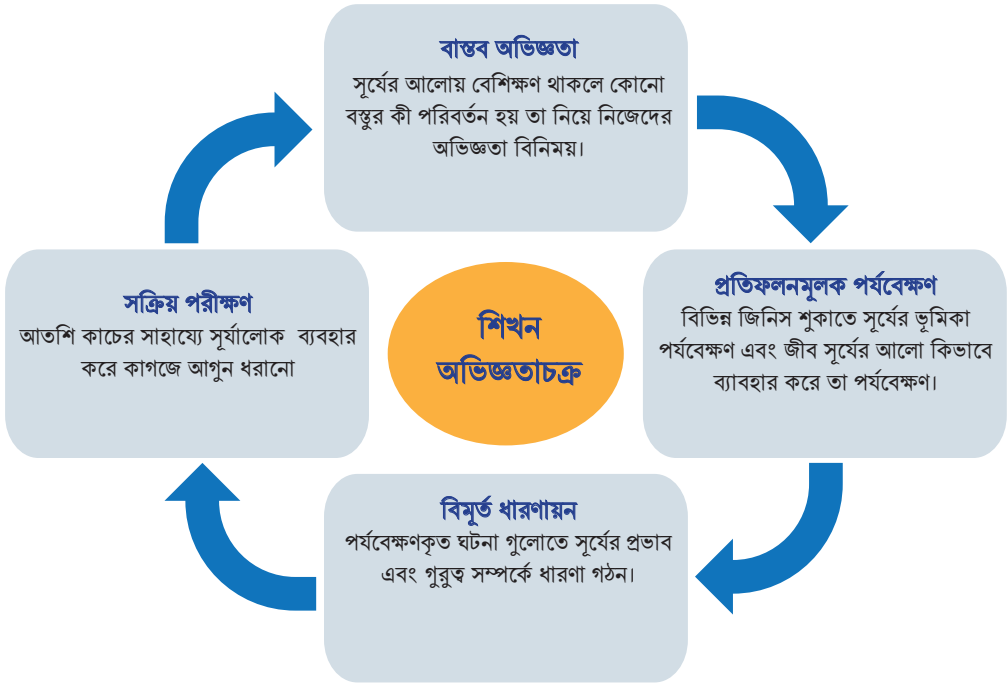 বাস্তব অভিজ্ঞতা
সূর্যের আলোয় বেশিক্ষণ থাকলে কোনো
বস্তুর কী পরিবর্তন হয় তা নিয়ে নিজেদের
অভিজ্ঞতা বিনিময়।
প্রতিফলনমূলক পর্যবেক্ষণ
বিভিন্ন জিনিস শুকাতে সূর্যের ভূমিকা
পর্যবেক্ষণ এবং জীব সূর্যের আলো কিভাবে
ব্যাবহার করে তা পর্যবেক্ষণ।
বিমূর্ত ধারণায়ন
পর্যবেক্ষণকৃত ঘটনা গুলোতে সূর্যের প্রভাব
এবং গুরুত্ব সম্পর্কে ধারণা গঠন।
সক্রিয় পরীক্ষণ
আতশি কাচের সাহায্যে সূর্যালোক ব্যবহার
করে কাগজে আগুন ধরানো
শিখন
অভিজ্ঞতাচক্র